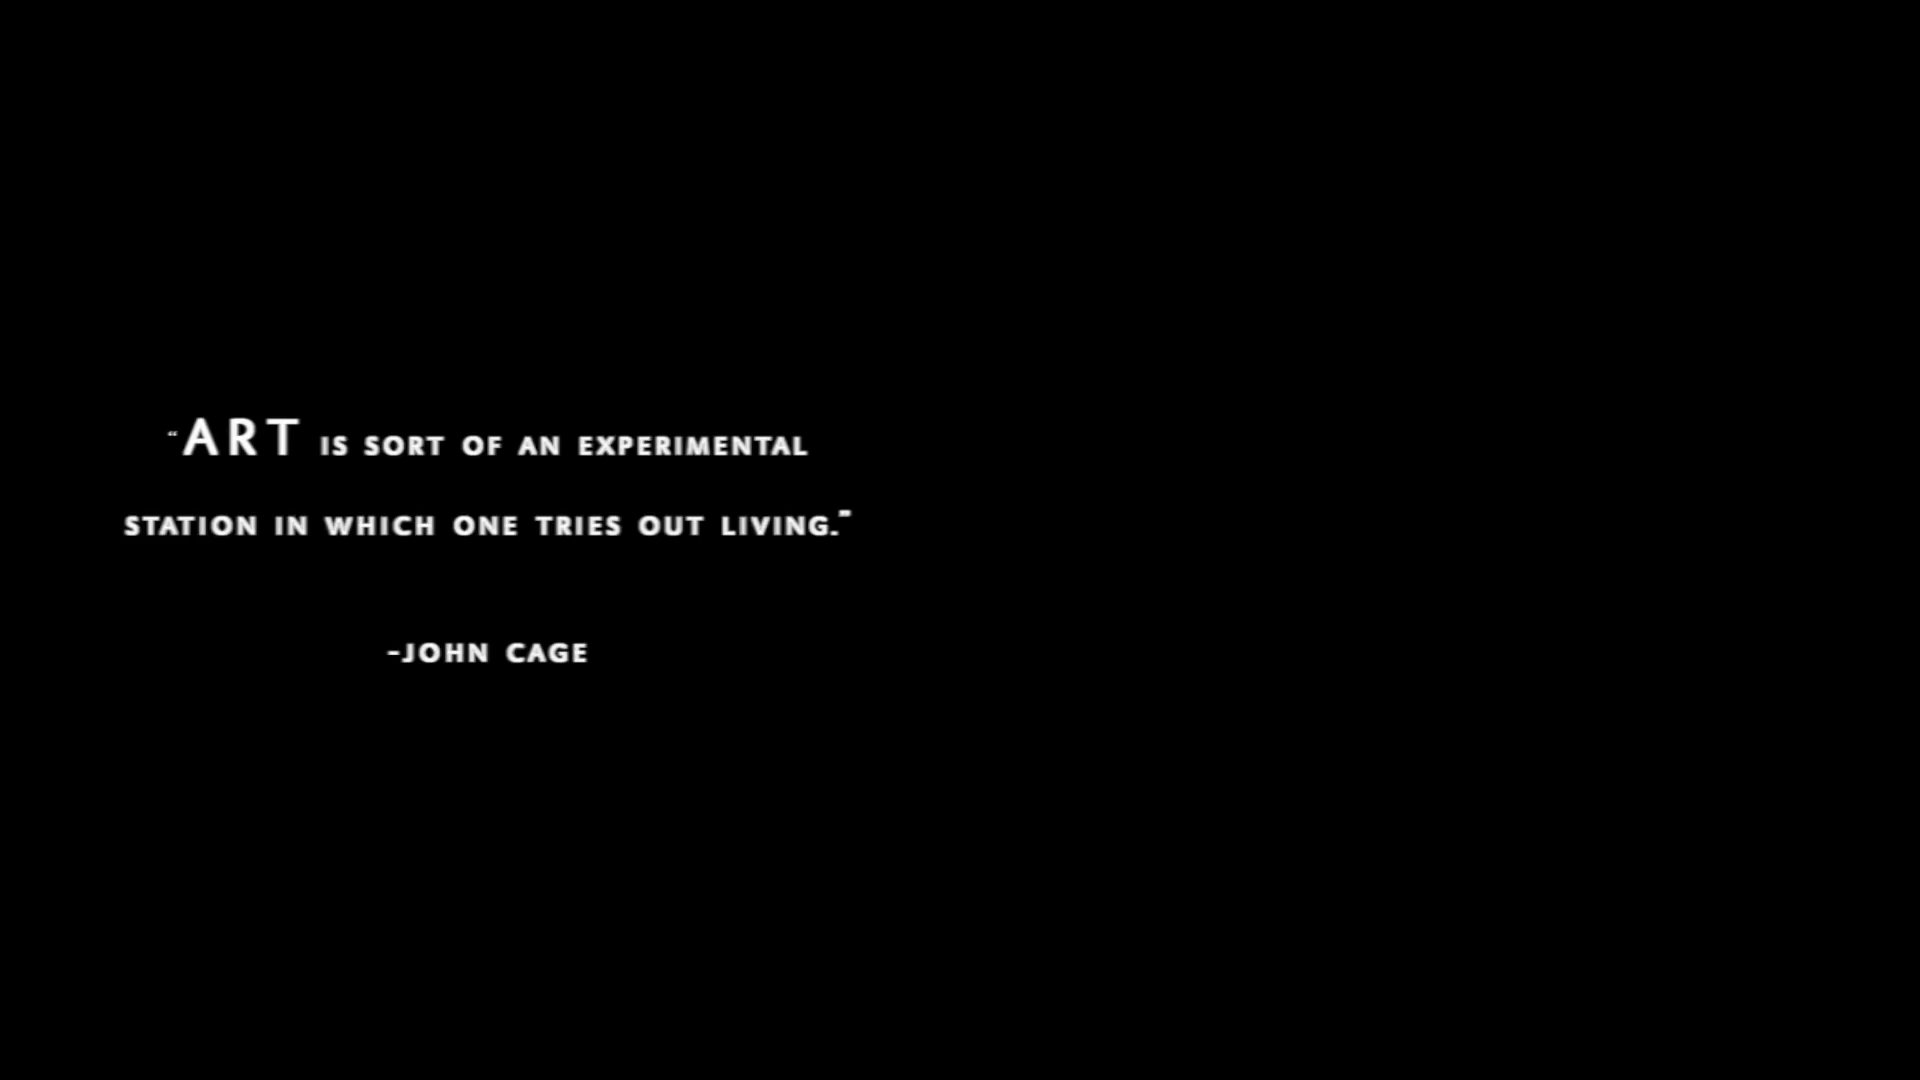 “ART IS SORT OF AN EXPERIMENTAL
STATION IN WHICH ONE TRIES OUT LIVING.”
-JOHN CAGE